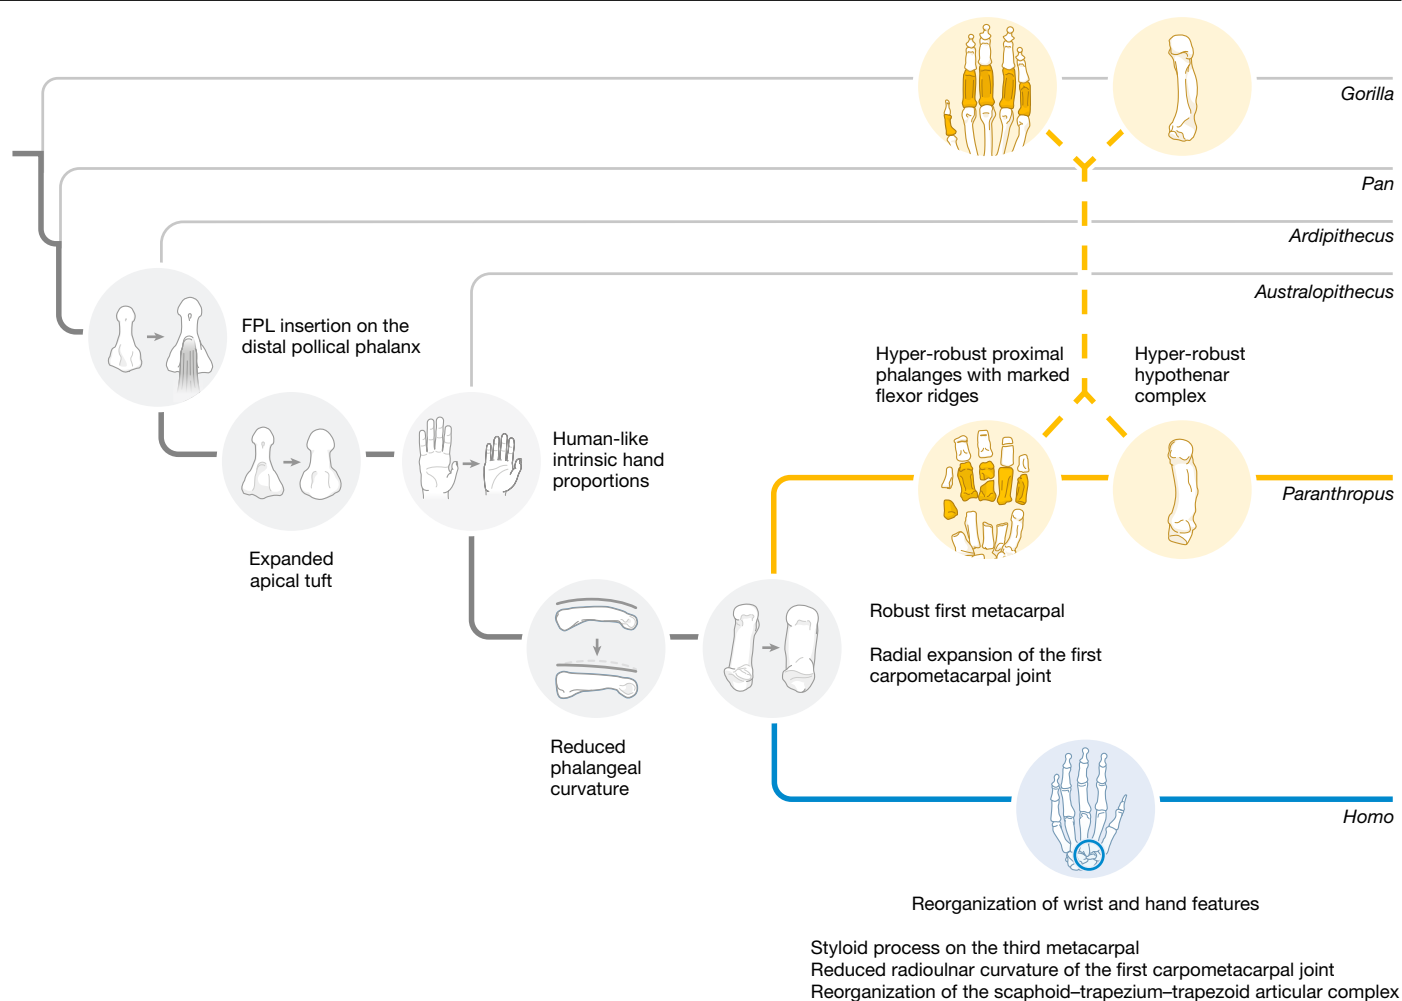 Gorilla
Pan
Ardipithecus
Australopithecus
FPL insertion on the
distal pollical phalanx
Hyper-robust proximal
phalanges with marked
flexor ridges
Hyper-robust
hypothenar
complex
Human-like
intrinsic hand
proportions
Paranthropus
Expanded
apical tuft
Robust first metacarpal
Radial expansion of the first
carpometacarpal joint
Reduced
phalangeal
curvature
Homo
Reorganization of wrist and hand features
Styloid process on the third metacarpal
Reduced radioulnar curvature of the first carpometacarpal joint
Reorganization of the scaphoid–trapezium–trapezoid articular complex